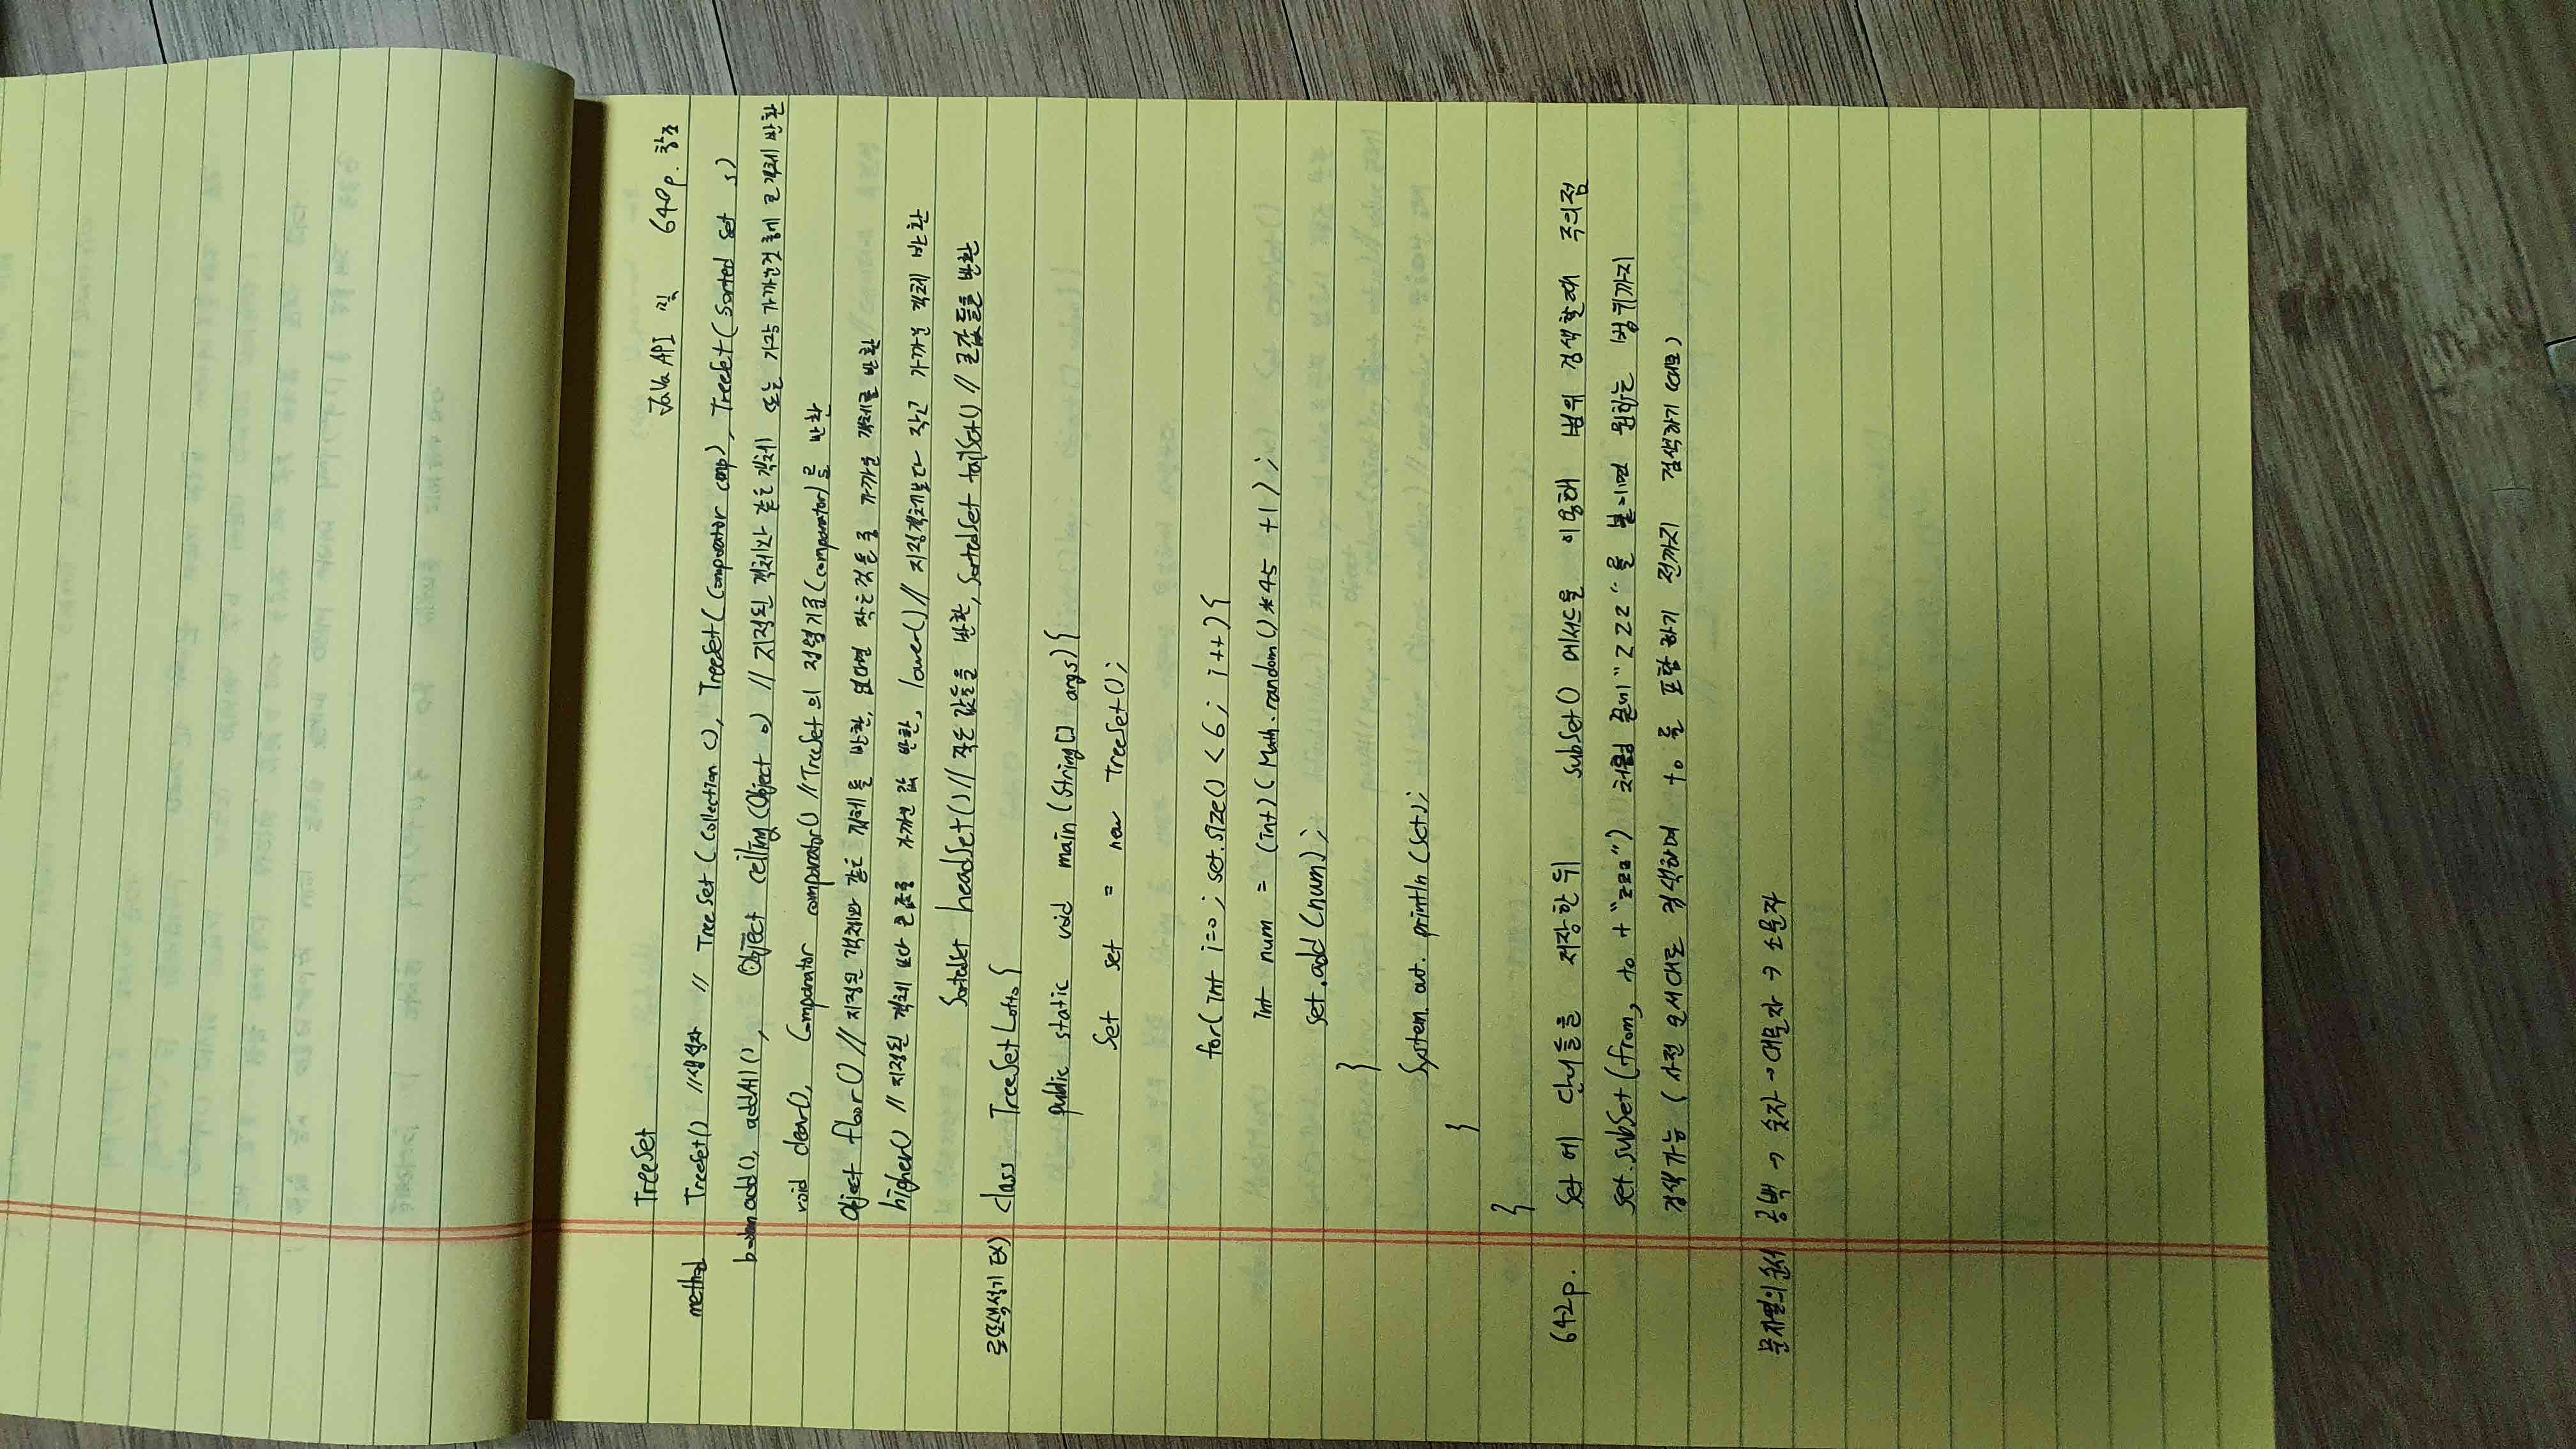 TreeSet
Java API 및 640p. 참조
method TreeSet() //생성자 // TreeSet (Collection c), TreeSet (Comparator comp), TreeSet (Sorted Set s)
boolean add(), addAll(), Object ceiling (Object o) // 지정된 객체와 같은 객체 또는 가장 가까운것 중에 큰 객체 반환
void clear(), Comparator comparator() // TreeSet의 정렬기준(comparator)를 반환
Object floor() // 지정된 객체와 같은 객체를 반환, 없다면 작은것들 중 가까운 객체를 반환
higher() // 지정된 객체 보다 큰값중 가까운 값 반환, lower() // 지정객체보다 작고 가까운 객체 반환
SortedSet headSet() // 작은 값들을 반환, SortedSet tailSet() // 큰값들을 반환
로또생성기 EX) class TreeSetLotto {
public static void main (String[] args) {
Set set = new TreeSet();
for( int i=0 ; set.size() < 6 ; i++) {
int num = (int) ( Math.random() * 45 +1 ) ;
set.add (num) ;
}
System. out. println (set);
}
}
642p. Set에 단어들을 저장한 뒤 subSet() 메서드를 이용해 범위 검색할때 주의점
set.subSet (from, to + "zzz") 처럼 끝에 "ZZZ"를 붙이면 원하는 범위까지
검색가능 (사전 순서대로 검색하며 to 를 포함하기 전까지 검색하기 때문)
문자열의 순서 공백 → 숫자 → 대문자 → 소문자